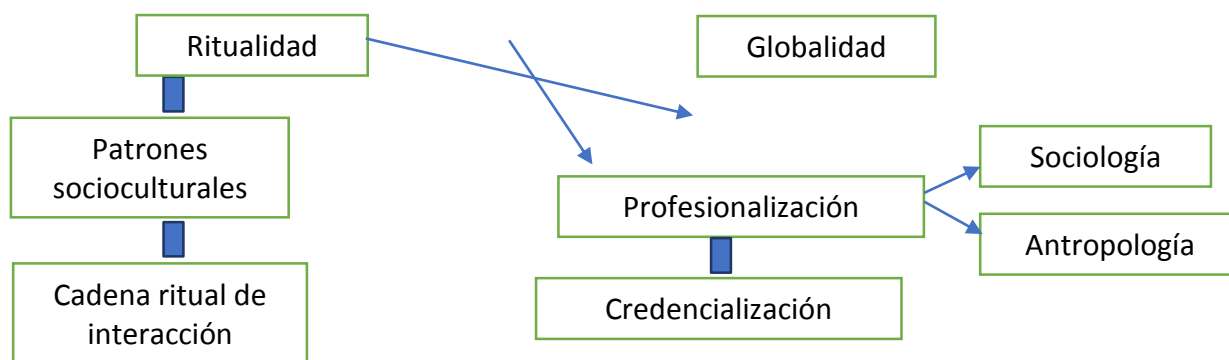 Ritualidad
Globalidad
Patrones
socioculturales
Sociología
Profesionalización
Antropología
Cadena ritual de
interacción
Credencialización